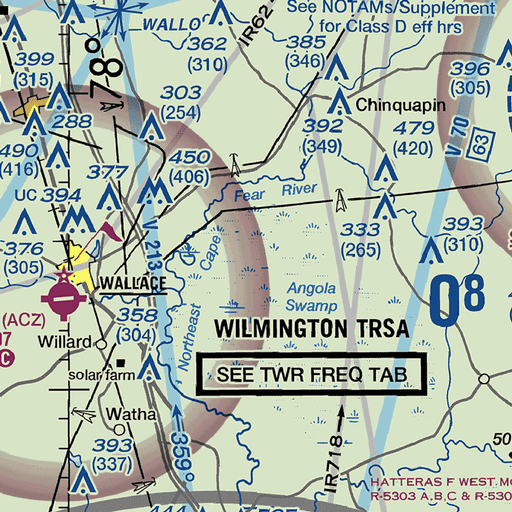 See NOTAMs/Supplement
for Class D eff hrs
WALLO
IR62
362
(310)
385
(346)
399
(315)
78°
396
(305)
303
(254)
Chinquapin
288
392
(349)
479
(420)
V 70
63
490
(416)
450
(406)
377
UC
394
Fear River
Cape
Northeast
333
(265)
393
(310)
376
(305)
V 213
WALLACE
Angola
Swamp
08
(ACZ)
07
C
358
(304)
WILMINGTON TRSA
Willard
SEE TWR FREQ TAB
solar farm
Watha
393
(337)
359°
IR718
50
HATTERAS F WEST MO
R-5303 A,B,C & R-530